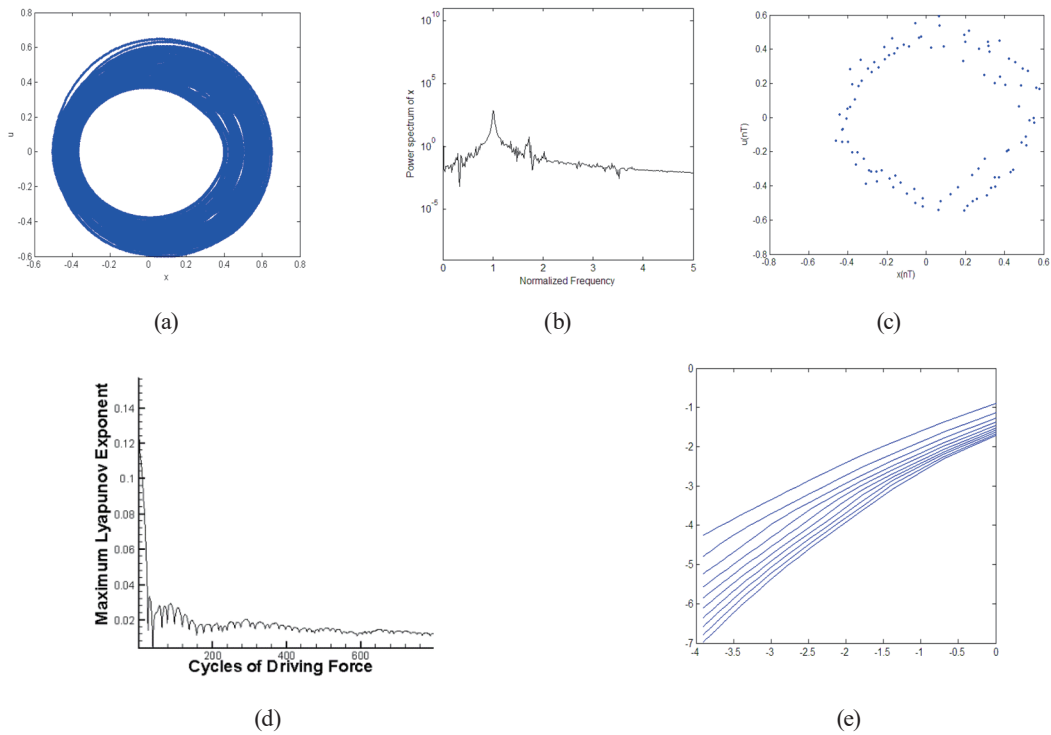 0.8
0.6
0.4
0.2
0
-0.2
-0.4
-0.6
u
-0.6 -0.4 -0.2 0 0.2 0.4 0.6 0.8
x
(a)
10^15
10^10
10^5
10^0
10^-5
Power spectrum of x
0 1 2 3 4 5
Normalized Frequency
(b)
0.6
0.4
0.2
0
-0.2
-0.4
-0.6
-0.8
u(nT)
-0.8 -0.6 -0.4 -0.2 0 0.2 0.4 0.6
x(nT)
(c)
0.14
0.12
0.1
0.08
0.06
0.04
0.02
Maximum Lyapunov Exponent
200 400 600
Cycles of Driving Force
(d)
0
-1
-2
-3
-4
-5
-6
-7
-4 -3.5 -3 -2.5 -2 -1.5 -1 -0.5 0
(e)